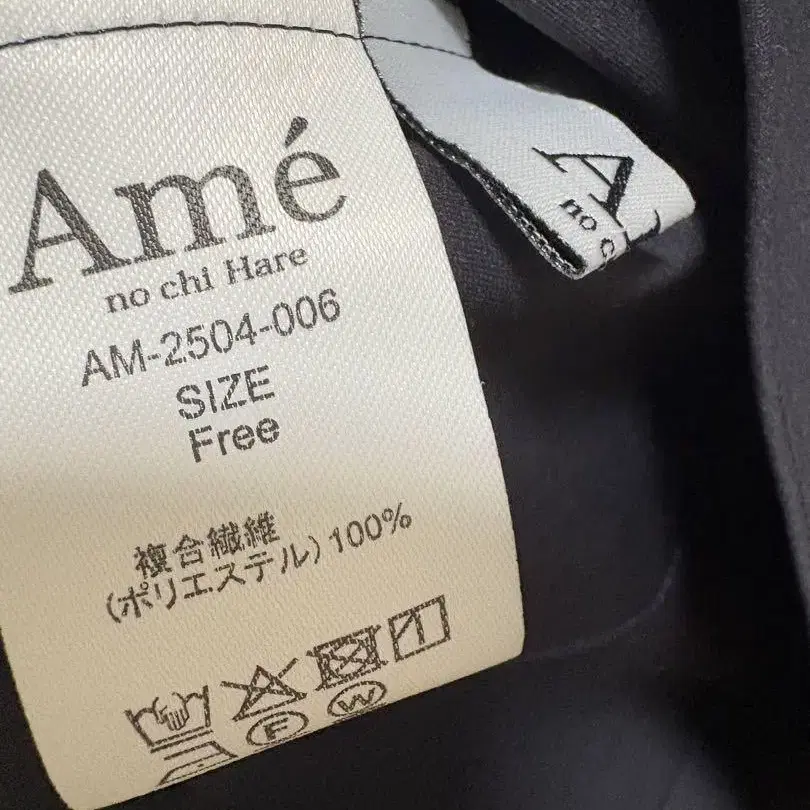 Amé
no chi Hare
AM-2504-006
SIZE
Free
複合繊維
(ポリエステル) 100%
F
W
A
no c